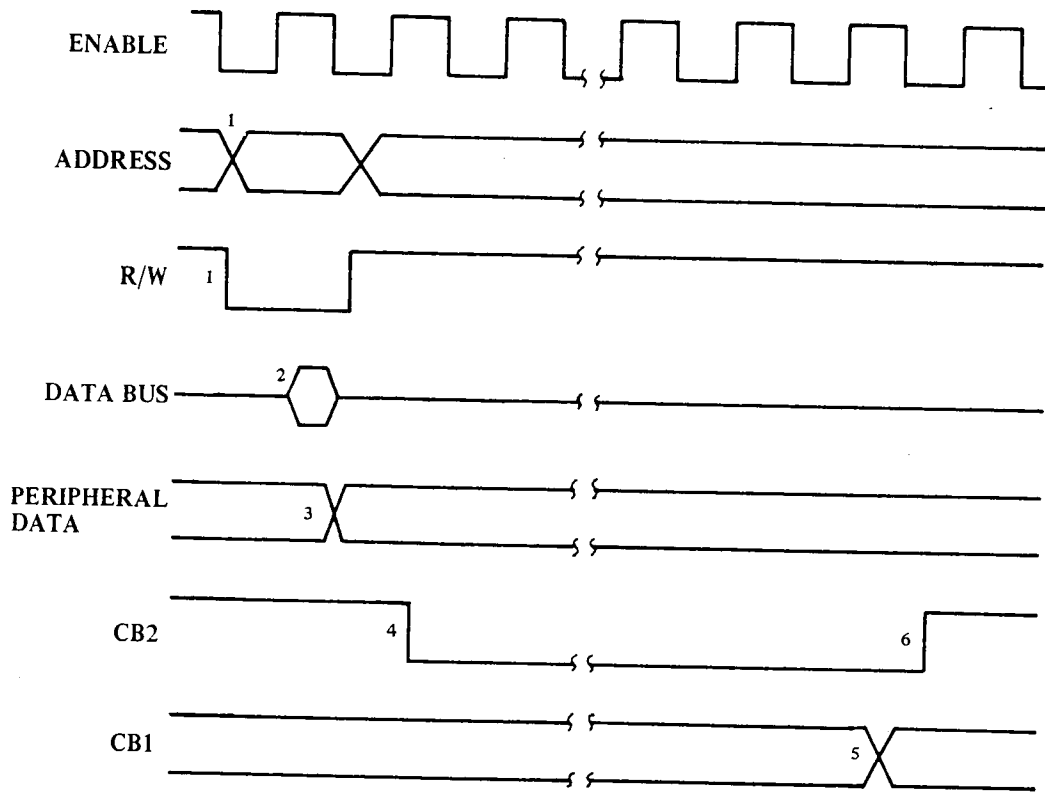 ENABLE
1
ADDRESS
R/W
1
DATA BUS
2
PERIPHERAL
DATA
3
CB2
4
6
CB1
5